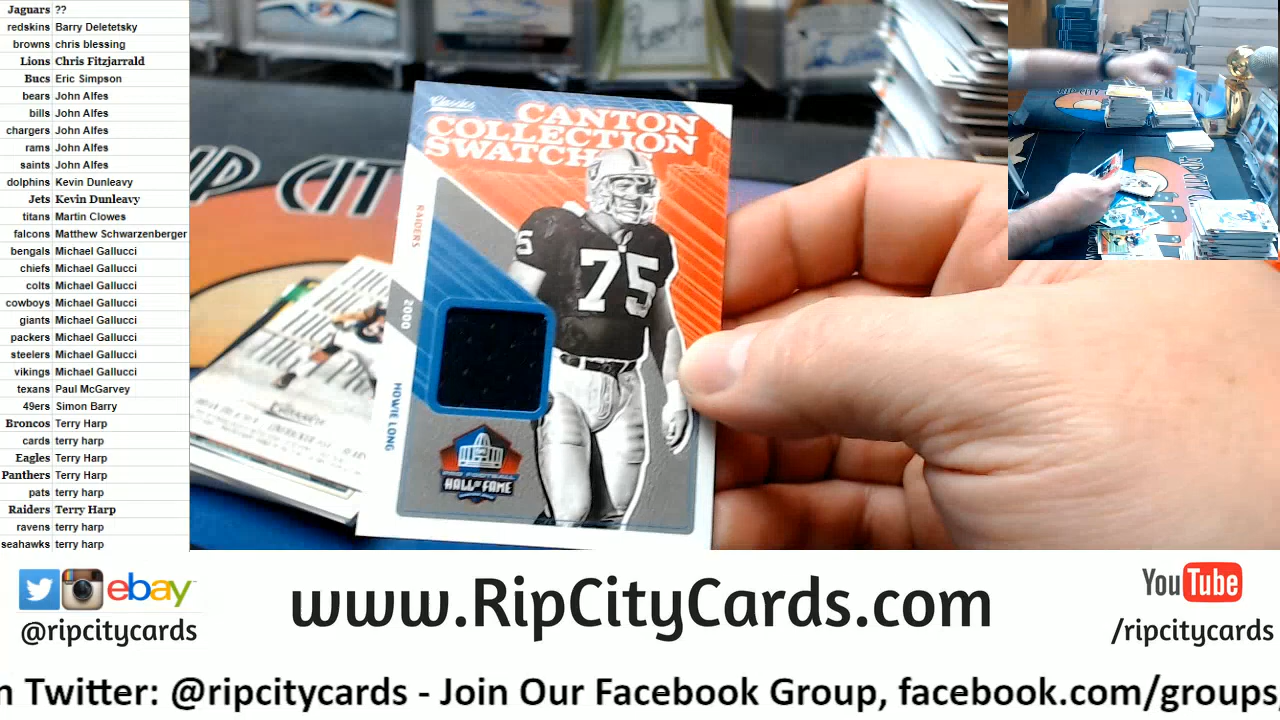 Jaguars ??
redskins Barry Deletetsky
browns chris blessing
Lions Chris Fitzjarrald
Bucs Eric Simpson
bears John Alfes
bills John Alfes
chargers John Alfes
rams John Alfes
saints John Alfes
dolphins Kevin Dunleavy
Jets Kevin Dunleavy
titans Martin Clowes
falcons Matthew Schwarzenberger
bengals Michael Gallucci
chiefs Michael Gallucci
colts Michael Gallucci
cowboys Michael Gallucci
giants Michael Gallucci
packers Michael Gallucci
steelers Michael Gallucci
vikings Michael Gallucci
texans Paul McGarvey
49ers Simon Barry
Broncos Terry Harp
cards terry harp
Eagles Terry Harp
Panthers Terry Harp
pats terry harp
Raiders Terry Harp
ravens terry harp
seahawks terry harp
Classics
CANTON
COLLECTION
SWATCHES
RAIDERS
2000
HOWIE LONG
75
PRO FOOTBALL
HALL OF FAME
ebay
@ripcitycards
www.RipCityCards.com
YouTube
/ripcitycards
n Twitter: @ripcitycards - Join Our Facebook Group, facebook.com/groups